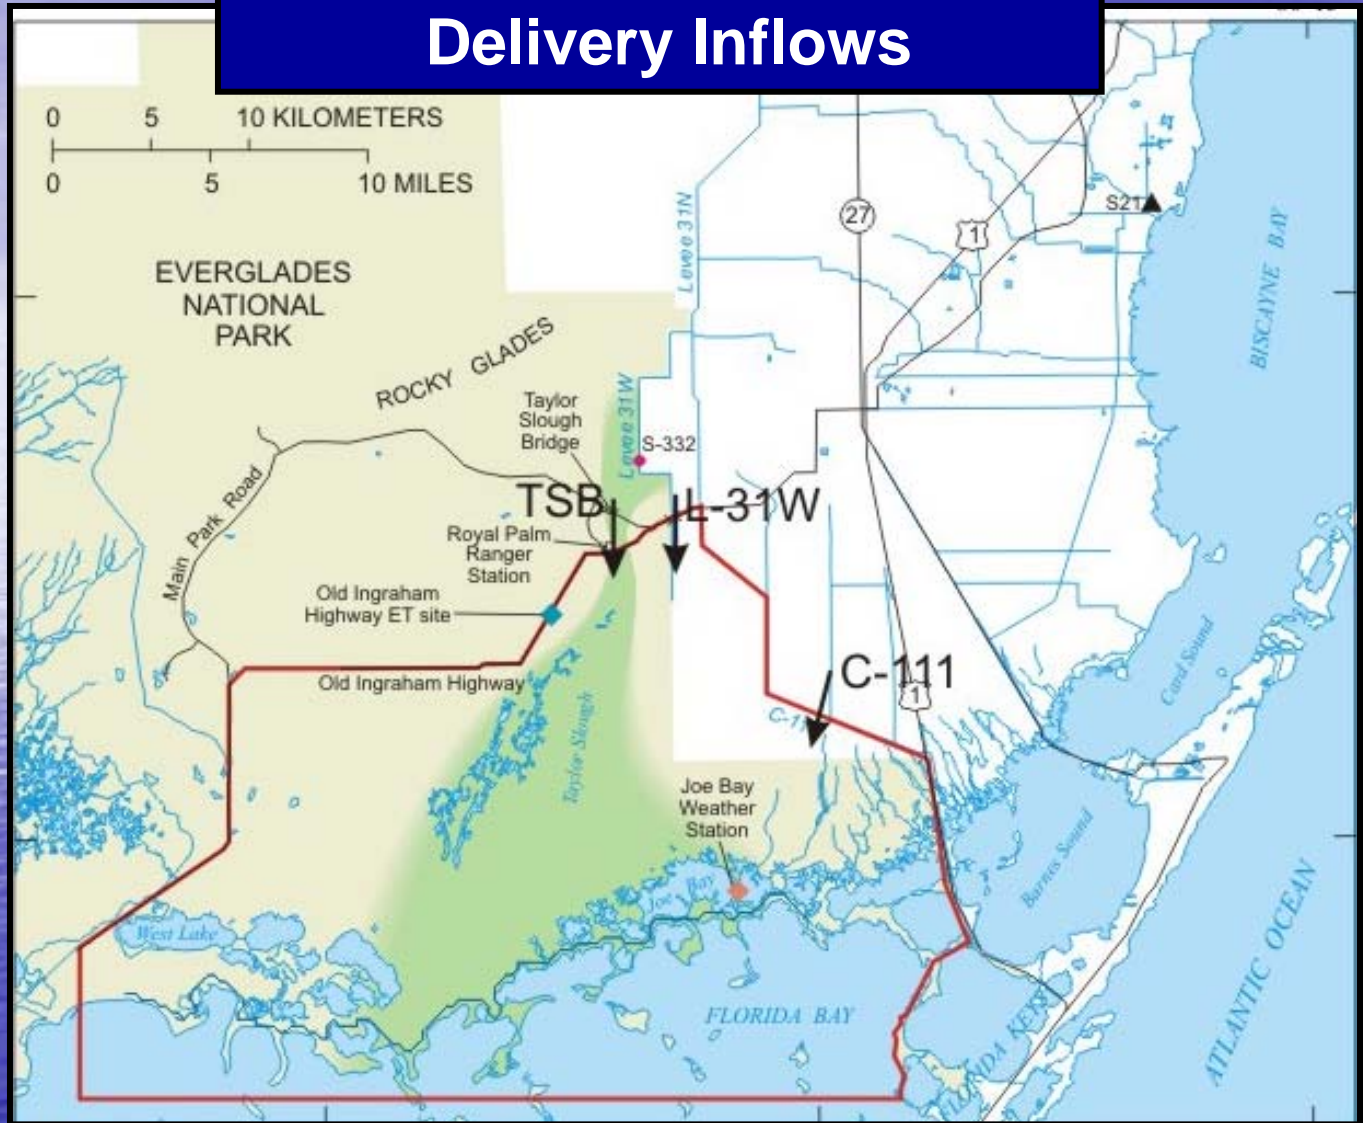 Delivery Inflows
0 5 10 KILOMETERS
0 5 10 MILES
EVERGLADES
NATIONAL
PARK
ROCKY GLADES
Levee 31N
27
1
S21
BISCAYNE BAY
Taylor
Slough
Bridge
Levee 31W
S-332
Main Park Road
TSB
L-31W
Royal Palm
Ranger
Station
Old Ingraham
Highway ET site
Old Ingraham Highway
Taylor Slough
C-111
C-11
1
Card Sound
Joe Bay
Weather
Station
Joe Bay
Barnes Sound
West Lake
FLORIDA BAY
FLORIDA KEYS
ATLANTIC OCEAN